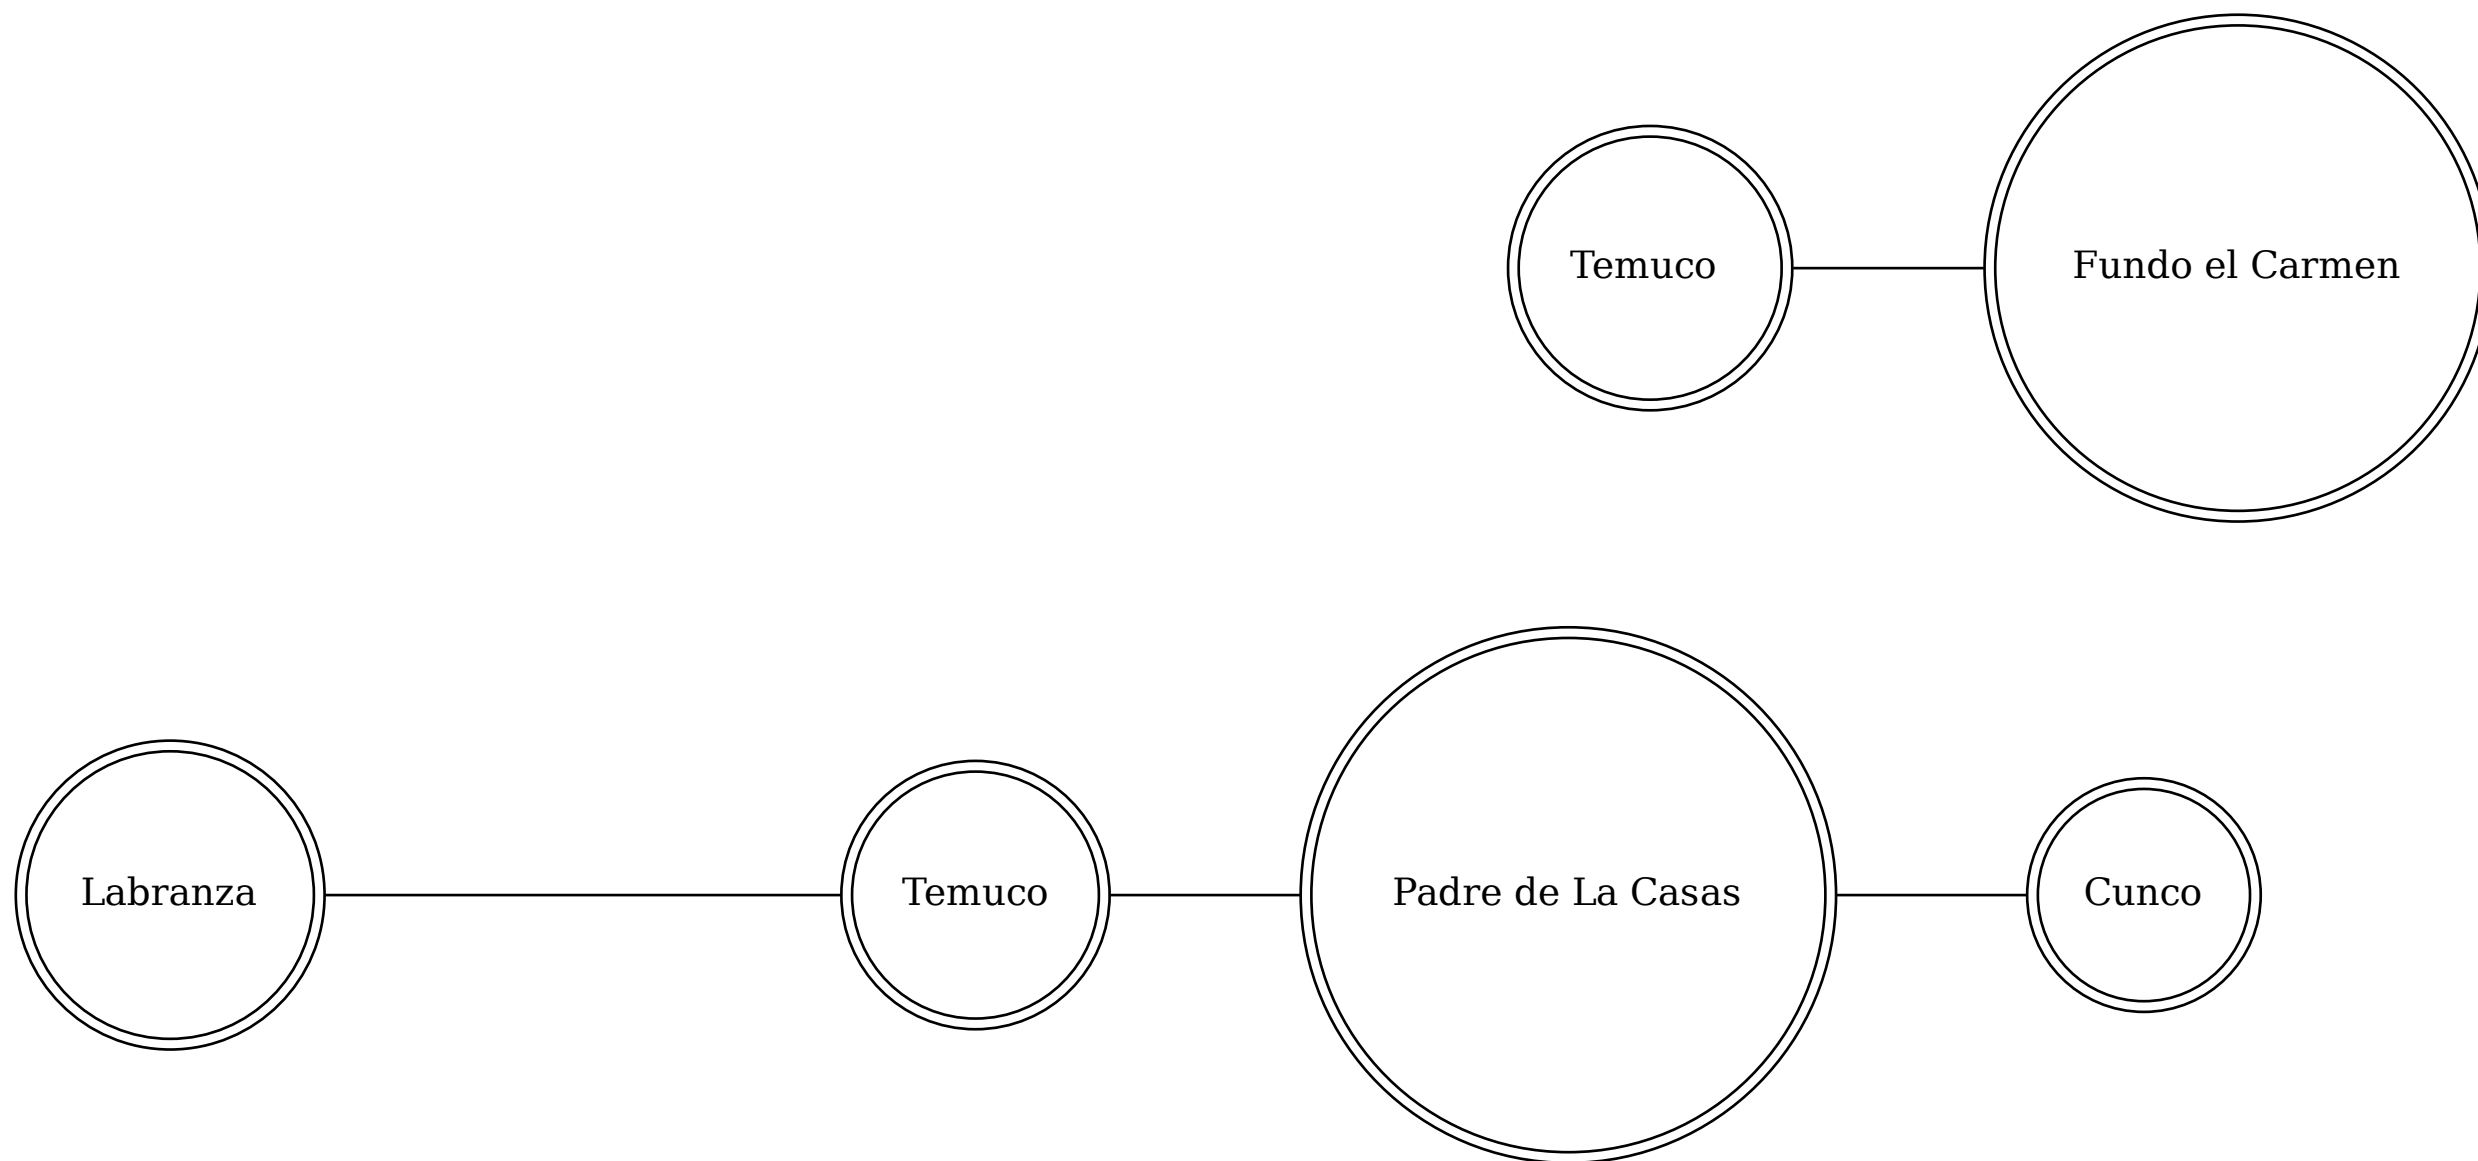 Temuco
Fundo el Carmen
Labranza
Temuco
Padre de La Casas
Cunco